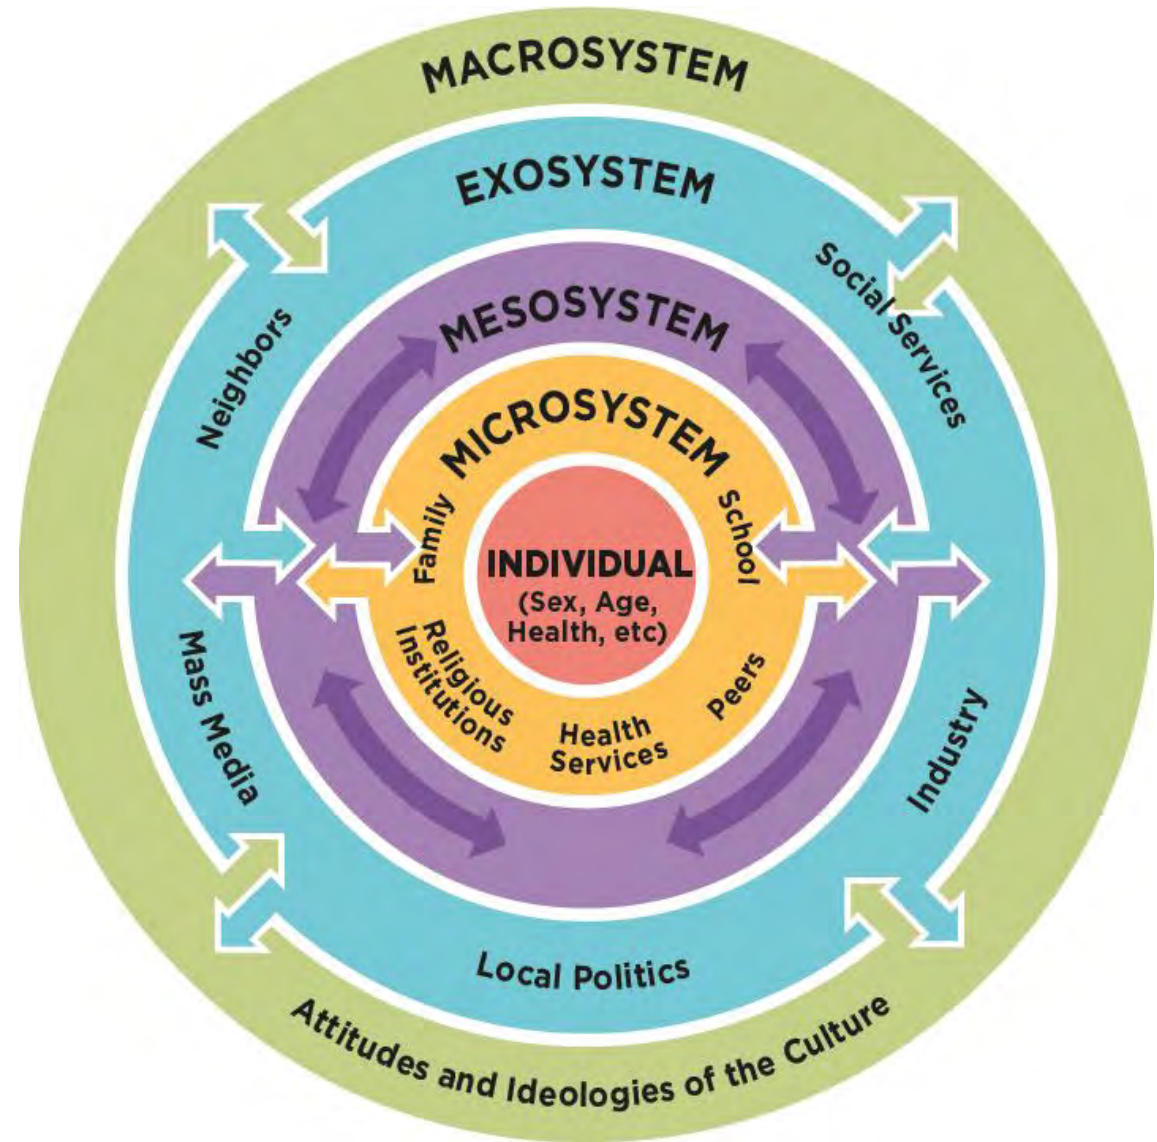 MACROSYSTEM
EXOSYSTEM
Social Services
Neighbors
MESOSYSTEM
MICROSYSTEM
Family
School
INDIVIDUAL
(Sex, Age,
Health, etc)
Religious
Institutions
Health
Services
Peers
Mass Media
Industry
Local Politics
Attitudes and Ideologies of the Culture